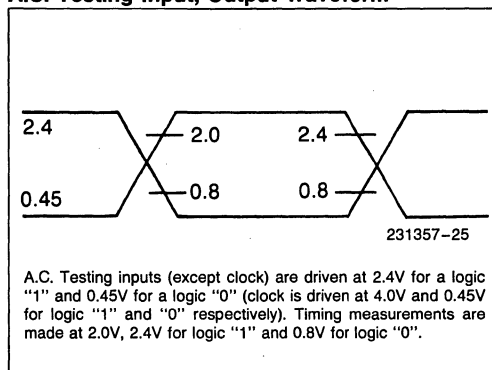 A.C. Testing Input, Output Waveform
2.4
2.0
2.4
0.45
0.8
0.8
231357–25
A.C. Testing inputs (except clock) are driven at 2.4V for a logic
"1" and 0.45V for a logic "0" (clock is driven at 4.0V and 0.45V
for logic "1" and "0" respectively). Timing measurements are
made at 2.0V, 2.4V for logic "1" and 0.8V for logic "0".